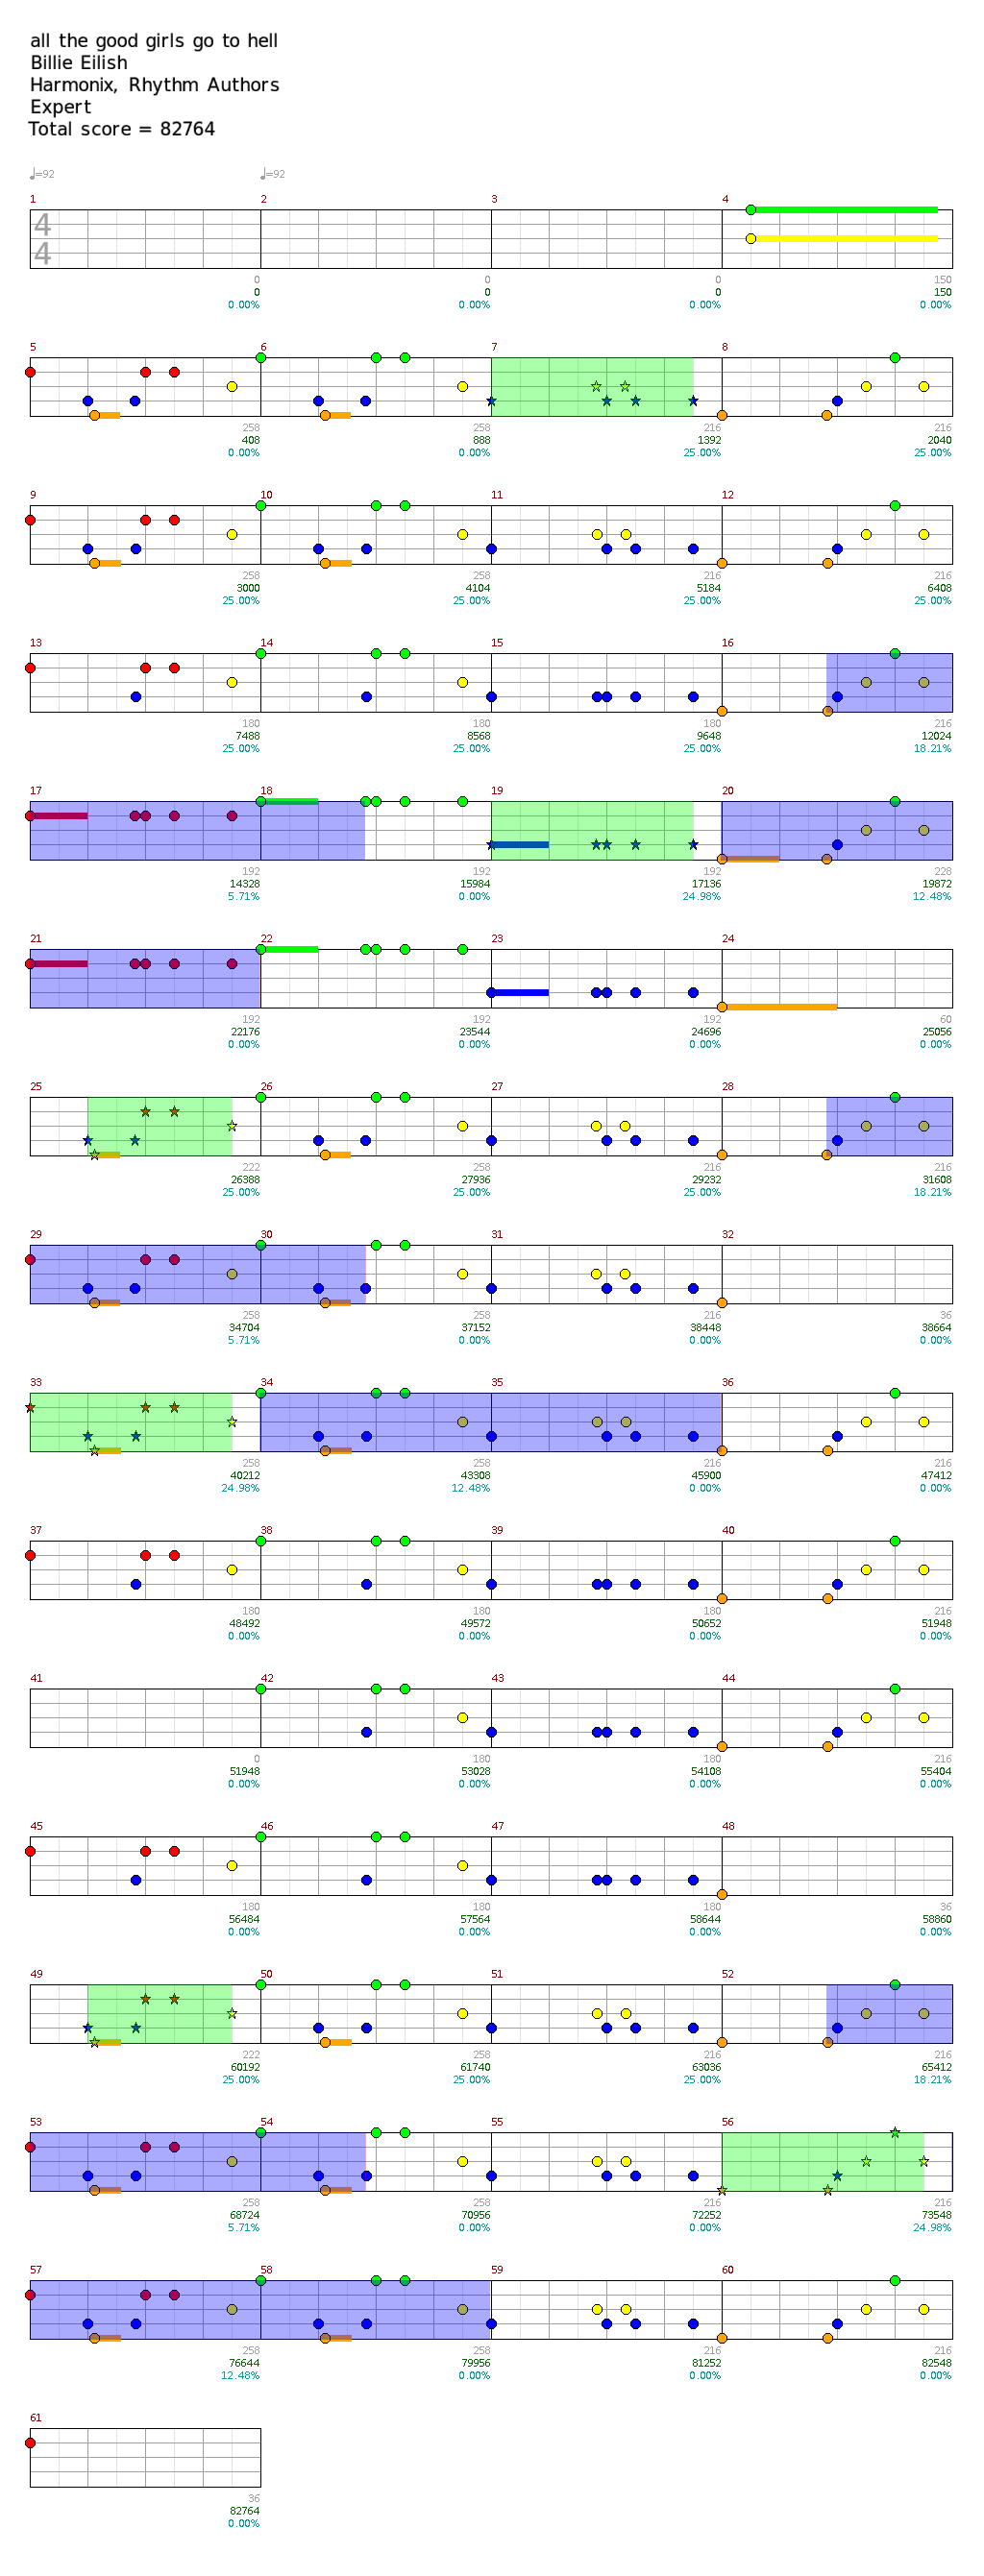 all the good girls go to hell
Billie Eilish
Harmonix, Rhythm Authors
Expert
Total score = 82764
♩=92 ♩=92
1 2 3 4
4
4
0 0 0 150
0 0 0 150
0.00% 0.00% 0.00% 0.00%
5 6 7 8
258 258 216 216
408 888 1392 2040
0.00% 0.00% 25.00% 25.00%
9 10 11 12
258 258 216 216
3000 4104 5184 6408
25.00% 25.00% 25.00% 25.00%
13 14 15 16
180 180 180 216
7488 8568 9648 12024
25.00% 25.00% 25.00% 18.21%
17 18 19 20
192 192 192 228
14328 15984 17136 19872
5.71% 0.00% 24.98% 12.48%
21 22 23 24
192 192 192 60
22176 23544 24696 25056
0.00% 0.00% 0.00% 0.00%
25 26 27 28
222 258 216 216
26388 27936 29232 31608
25.00% 25.00% 25.00% 18.21%
29 30 31 32
258 258 216 36
34704 37152 38448 38664
5.71% 0.00% 0.00% 0.00%
33 34 35 36
258 258 216 216
40212 43308 45900 47412
24.98% 12.48% 0.00% 0.00%
37 38 39 40
180 180 180 216
48492 49572 50652 51948
0.00% 0.00% 0.00% 0.00%
41 42 43 44
0 180 180 216
51948 53028 54108 55404
0.00% 0.00% 0.00% 0.00%
45 46 47 48
180 180 180 36
56484 57564 58644 58860
0.00% 0.00% 0.00% 0.00%
49 50 51 52
222 258 216 216
60192 61740 63036 65412
25.00% 25.00% 25.00% 18.21%
53 54 55 56
258 258 216 216
68724 70956 72252 73548
5.71% 0.00% 0.00% 24.98%
57 58 59 60
258 258 216 216
76644 79956 81252 82548
12.48% 0.00% 0.00% 0.00%
61
36
82764
0.00%